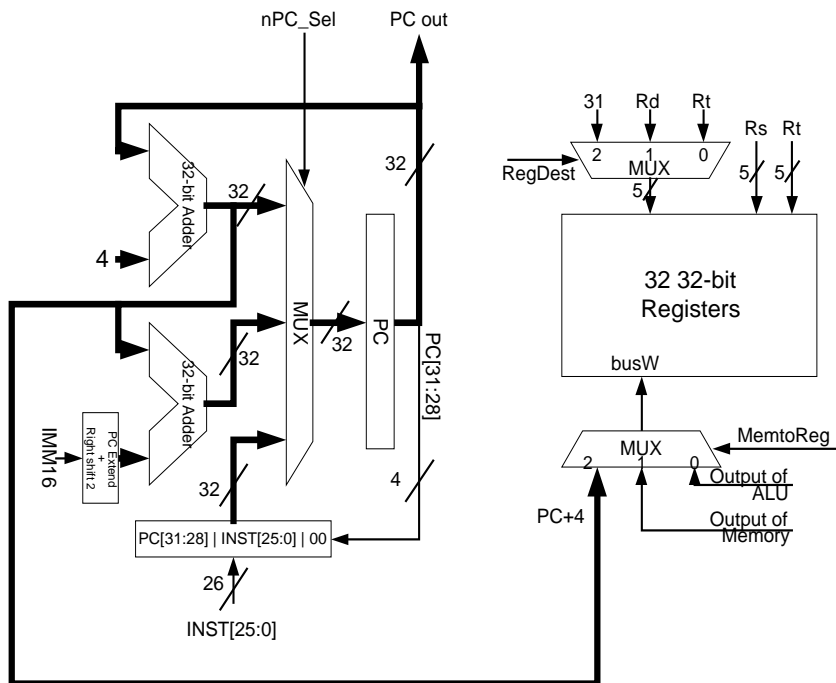 nPC_Sel
PC out
32-bit Adder
4
32
32
MUX
32
PC
PC[31:28]
32-bit Adder
32
IMM16
PC Extend
+
Right shift 2
32
4
PC[31:28] | INST[25:0] | 00
26
INST[25:0]
31
Rd
Rt
Rs
Rt
2
1
0
MUX
RegDest
5
5
5
32 32-bit
Registers
busW
MUX
2
1
0
MemtoReg
Output of
ALU
Output of
Memory
PC+4